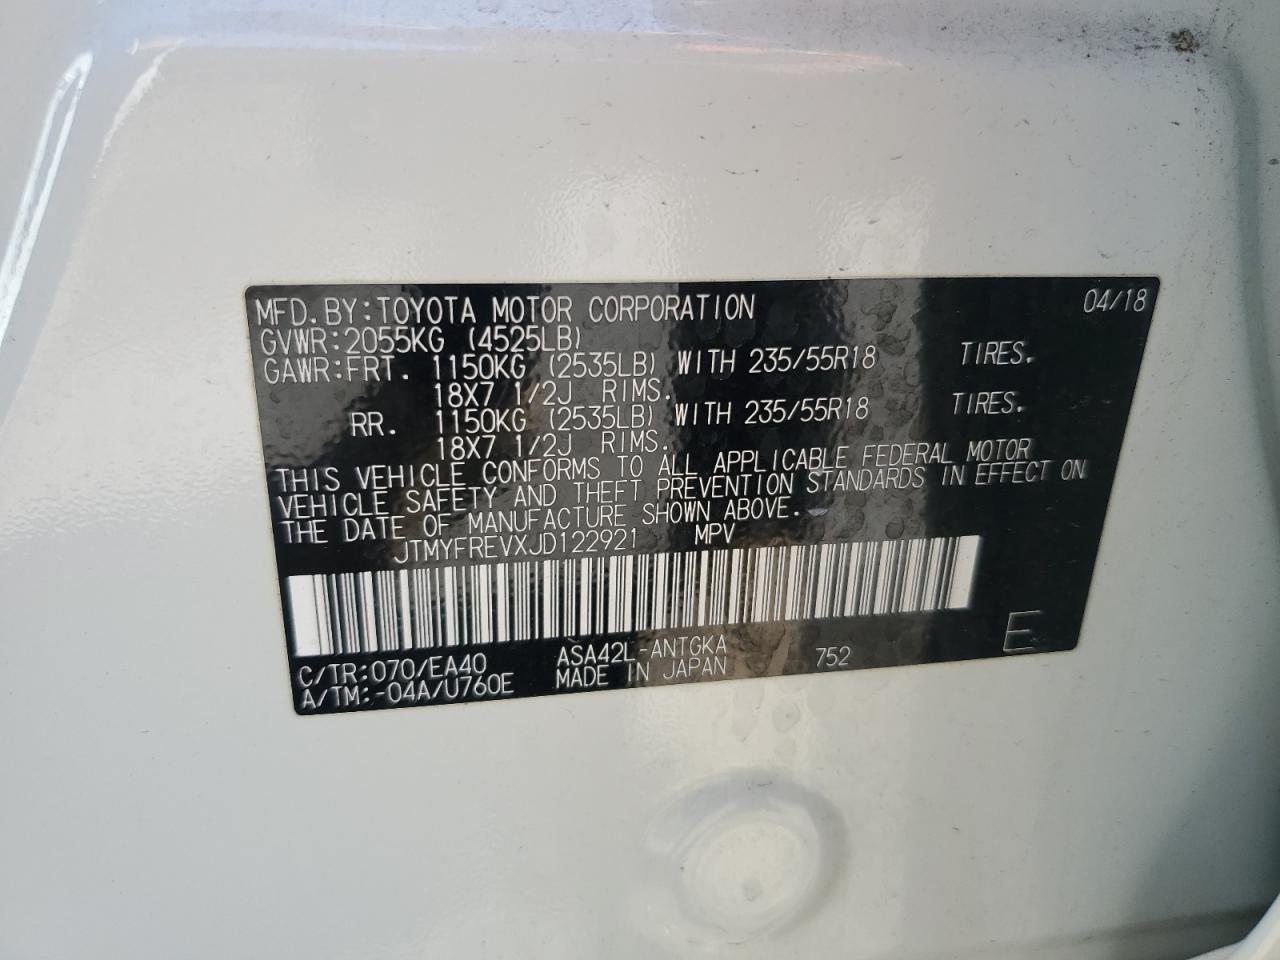 MFD. BY: TOYOTA MOTOR CORPORATION 04/18
GVWR: 2055KG (4525LB)
GAWR: FRT. 1150KG (2535LB) WITH 235/55R18 TIRES.
18X7 1/2J RIMS.
RR. 1150KG (2535LB) WITH 235/55R18 TIRES.
18X7 1/2J RIMS.
THIS VEHICLE CONFORMS TO ALL APPLICABLE FEDERAL MOTOR
VEHICLE SAFETY AND THEFT PREVENTION STANDARDS IN EFFECT ON
THE DATE OF MANUFACTURE SHOWN ABOVE.
JTMYFREVXJD122921 MPV
E
C/TR: 070/EA40 ASA42L-ANTGKA 752
A/TM: -04A/U760E MADE IN JAPAN